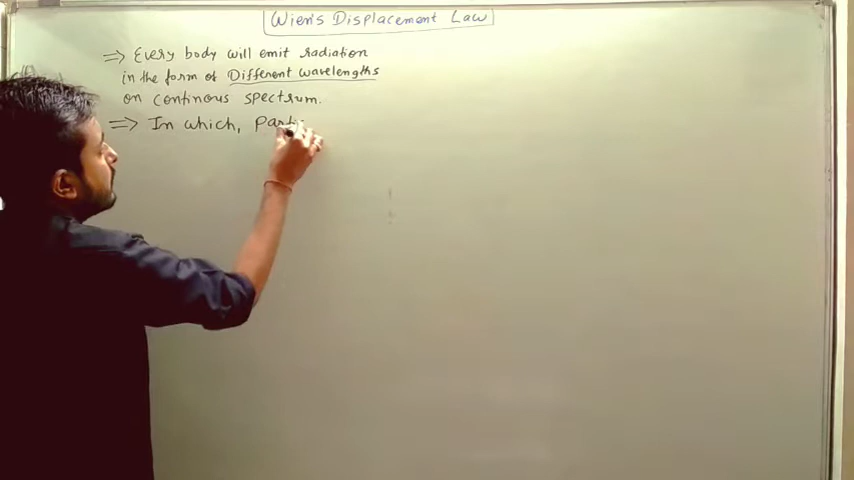 Wien's Displacement Law
⇒ Every body will emit radiation
in the form of Different wavelengths
on continous spectrum.
⇒ In which, Parti